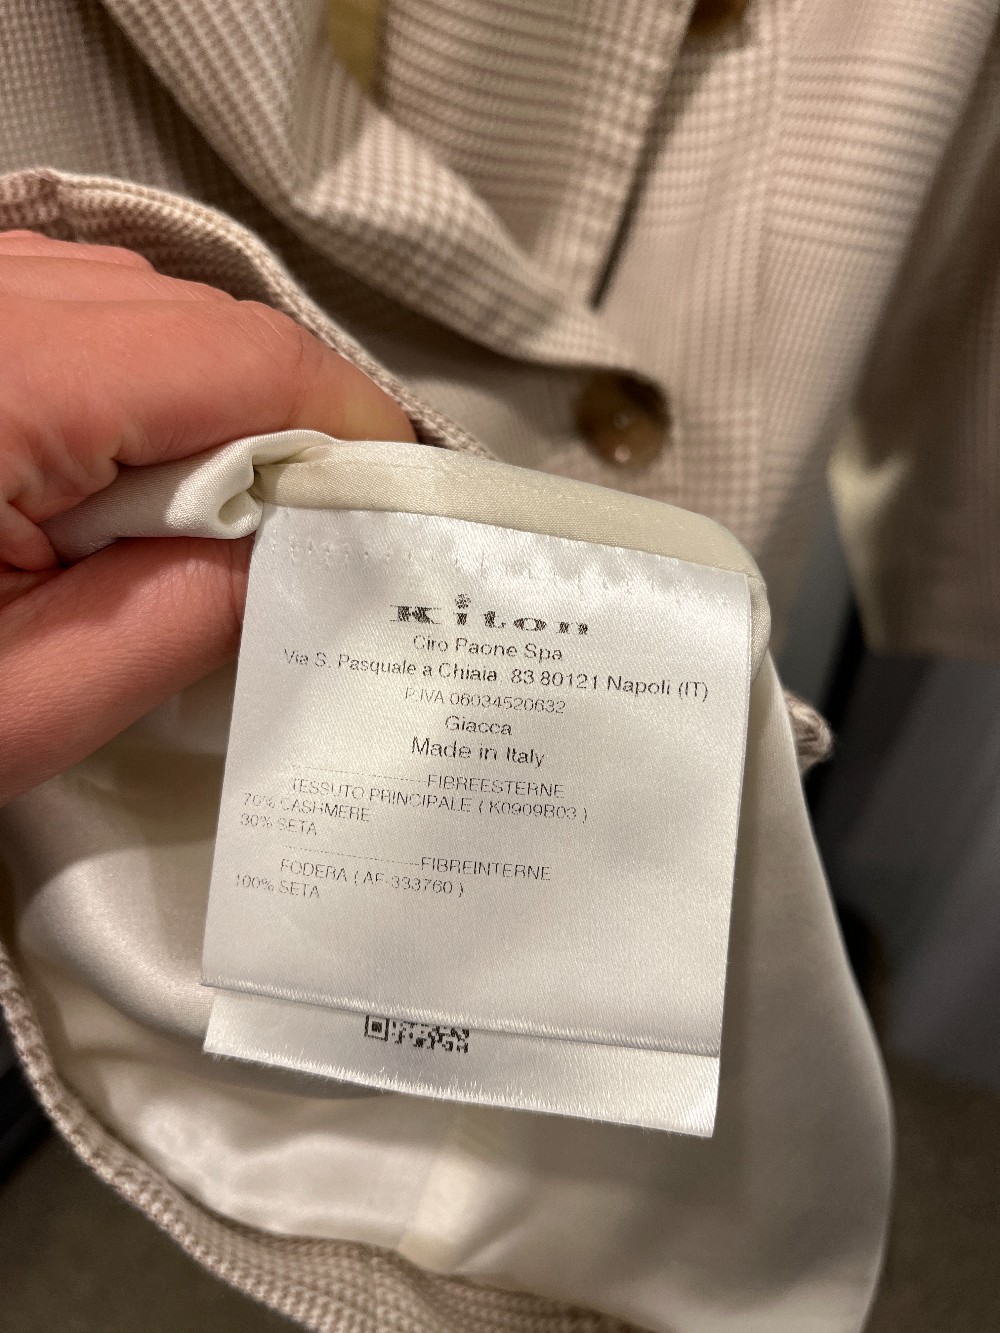 Kiton
Ciro Paone Spa
Via S. Pasquale a Chiaia 83 80121 Napoli (IT)
P.IVA 06034520632
Giacca
Made in Italy
--------------------FIBREESTERNE
TESSUTO PRINCIPALE ( K0909B03 )
70% CASHMERE
30% SETA
--------------------FIBREINTERNE
FODERA ( AF-333760 )
100% SETA